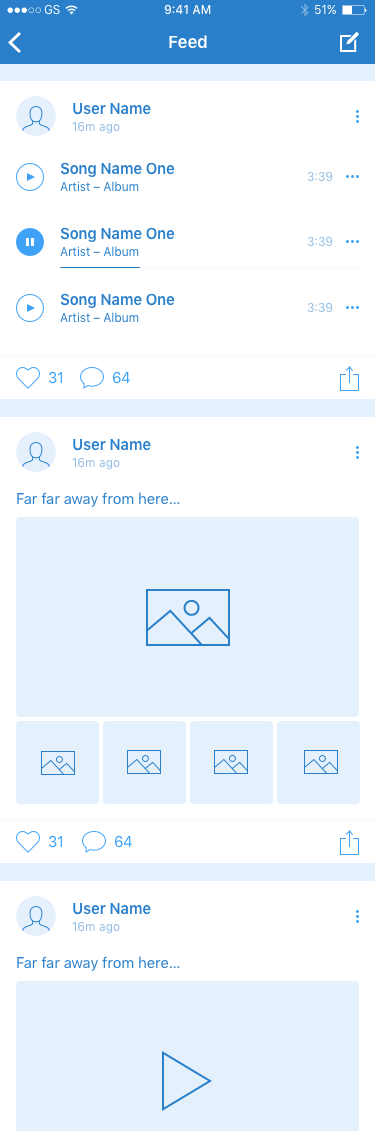 GS 9:41 AM 51%
Feed
User Name
16m ago
Song Name One
Artist – Album
3:39
Song Name One
Artist – Album
3:39
Song Name One
Artist – Album
3:39
31 64
User Name
16m ago
Far far away from here...
31 64
User Name
16m ago
Far far away from here...